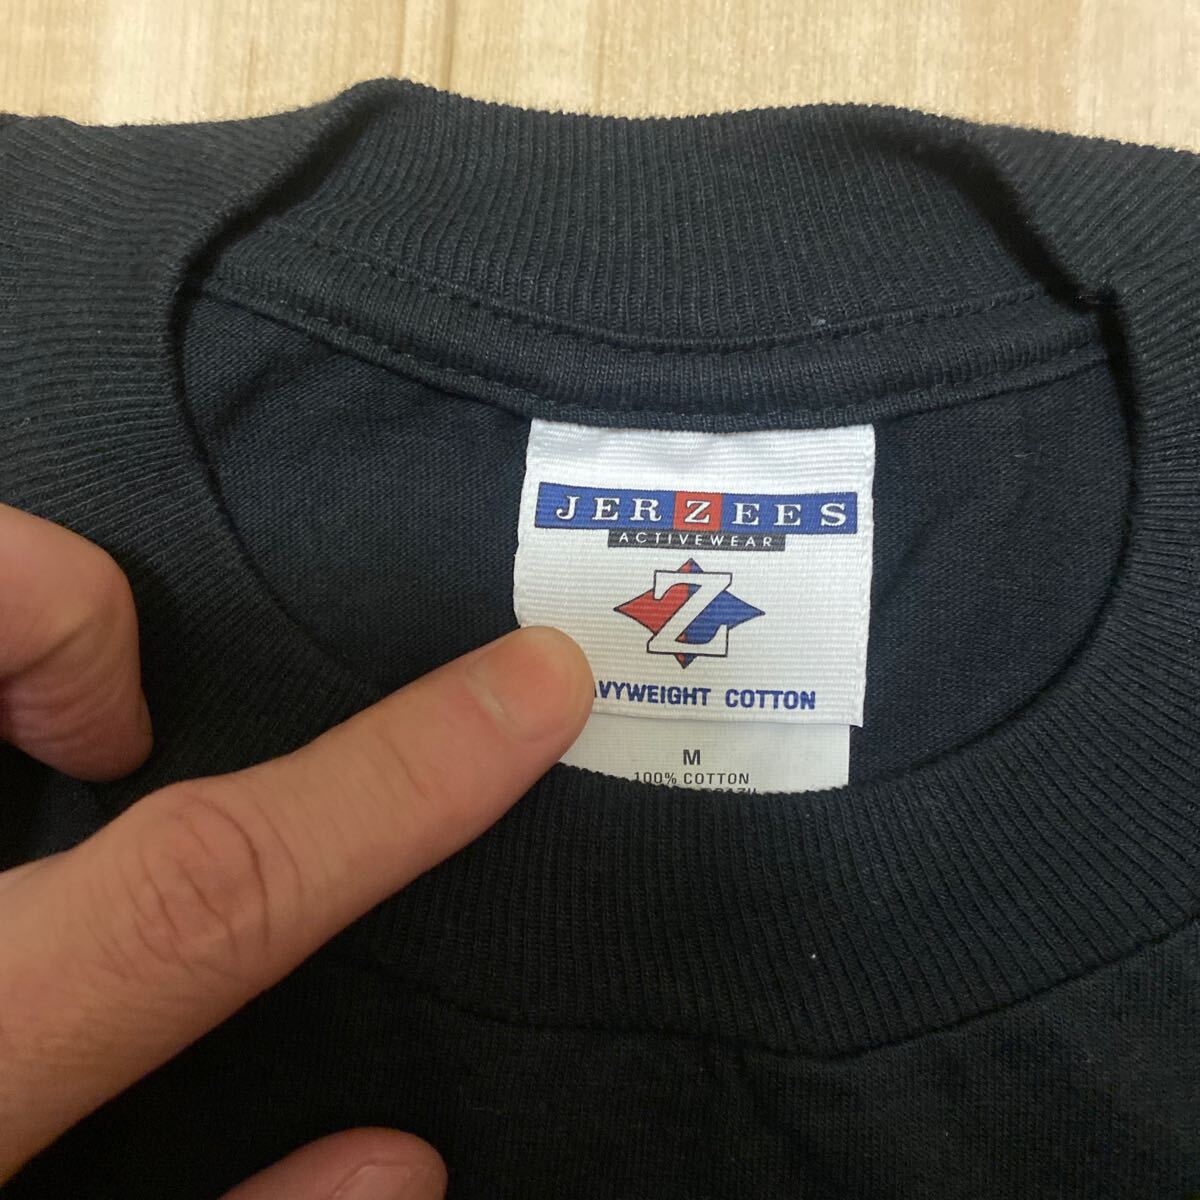 JERZEES
ACTIVEWEAR
Z
AVYWEIGHT COTTON
M
100% COTTON